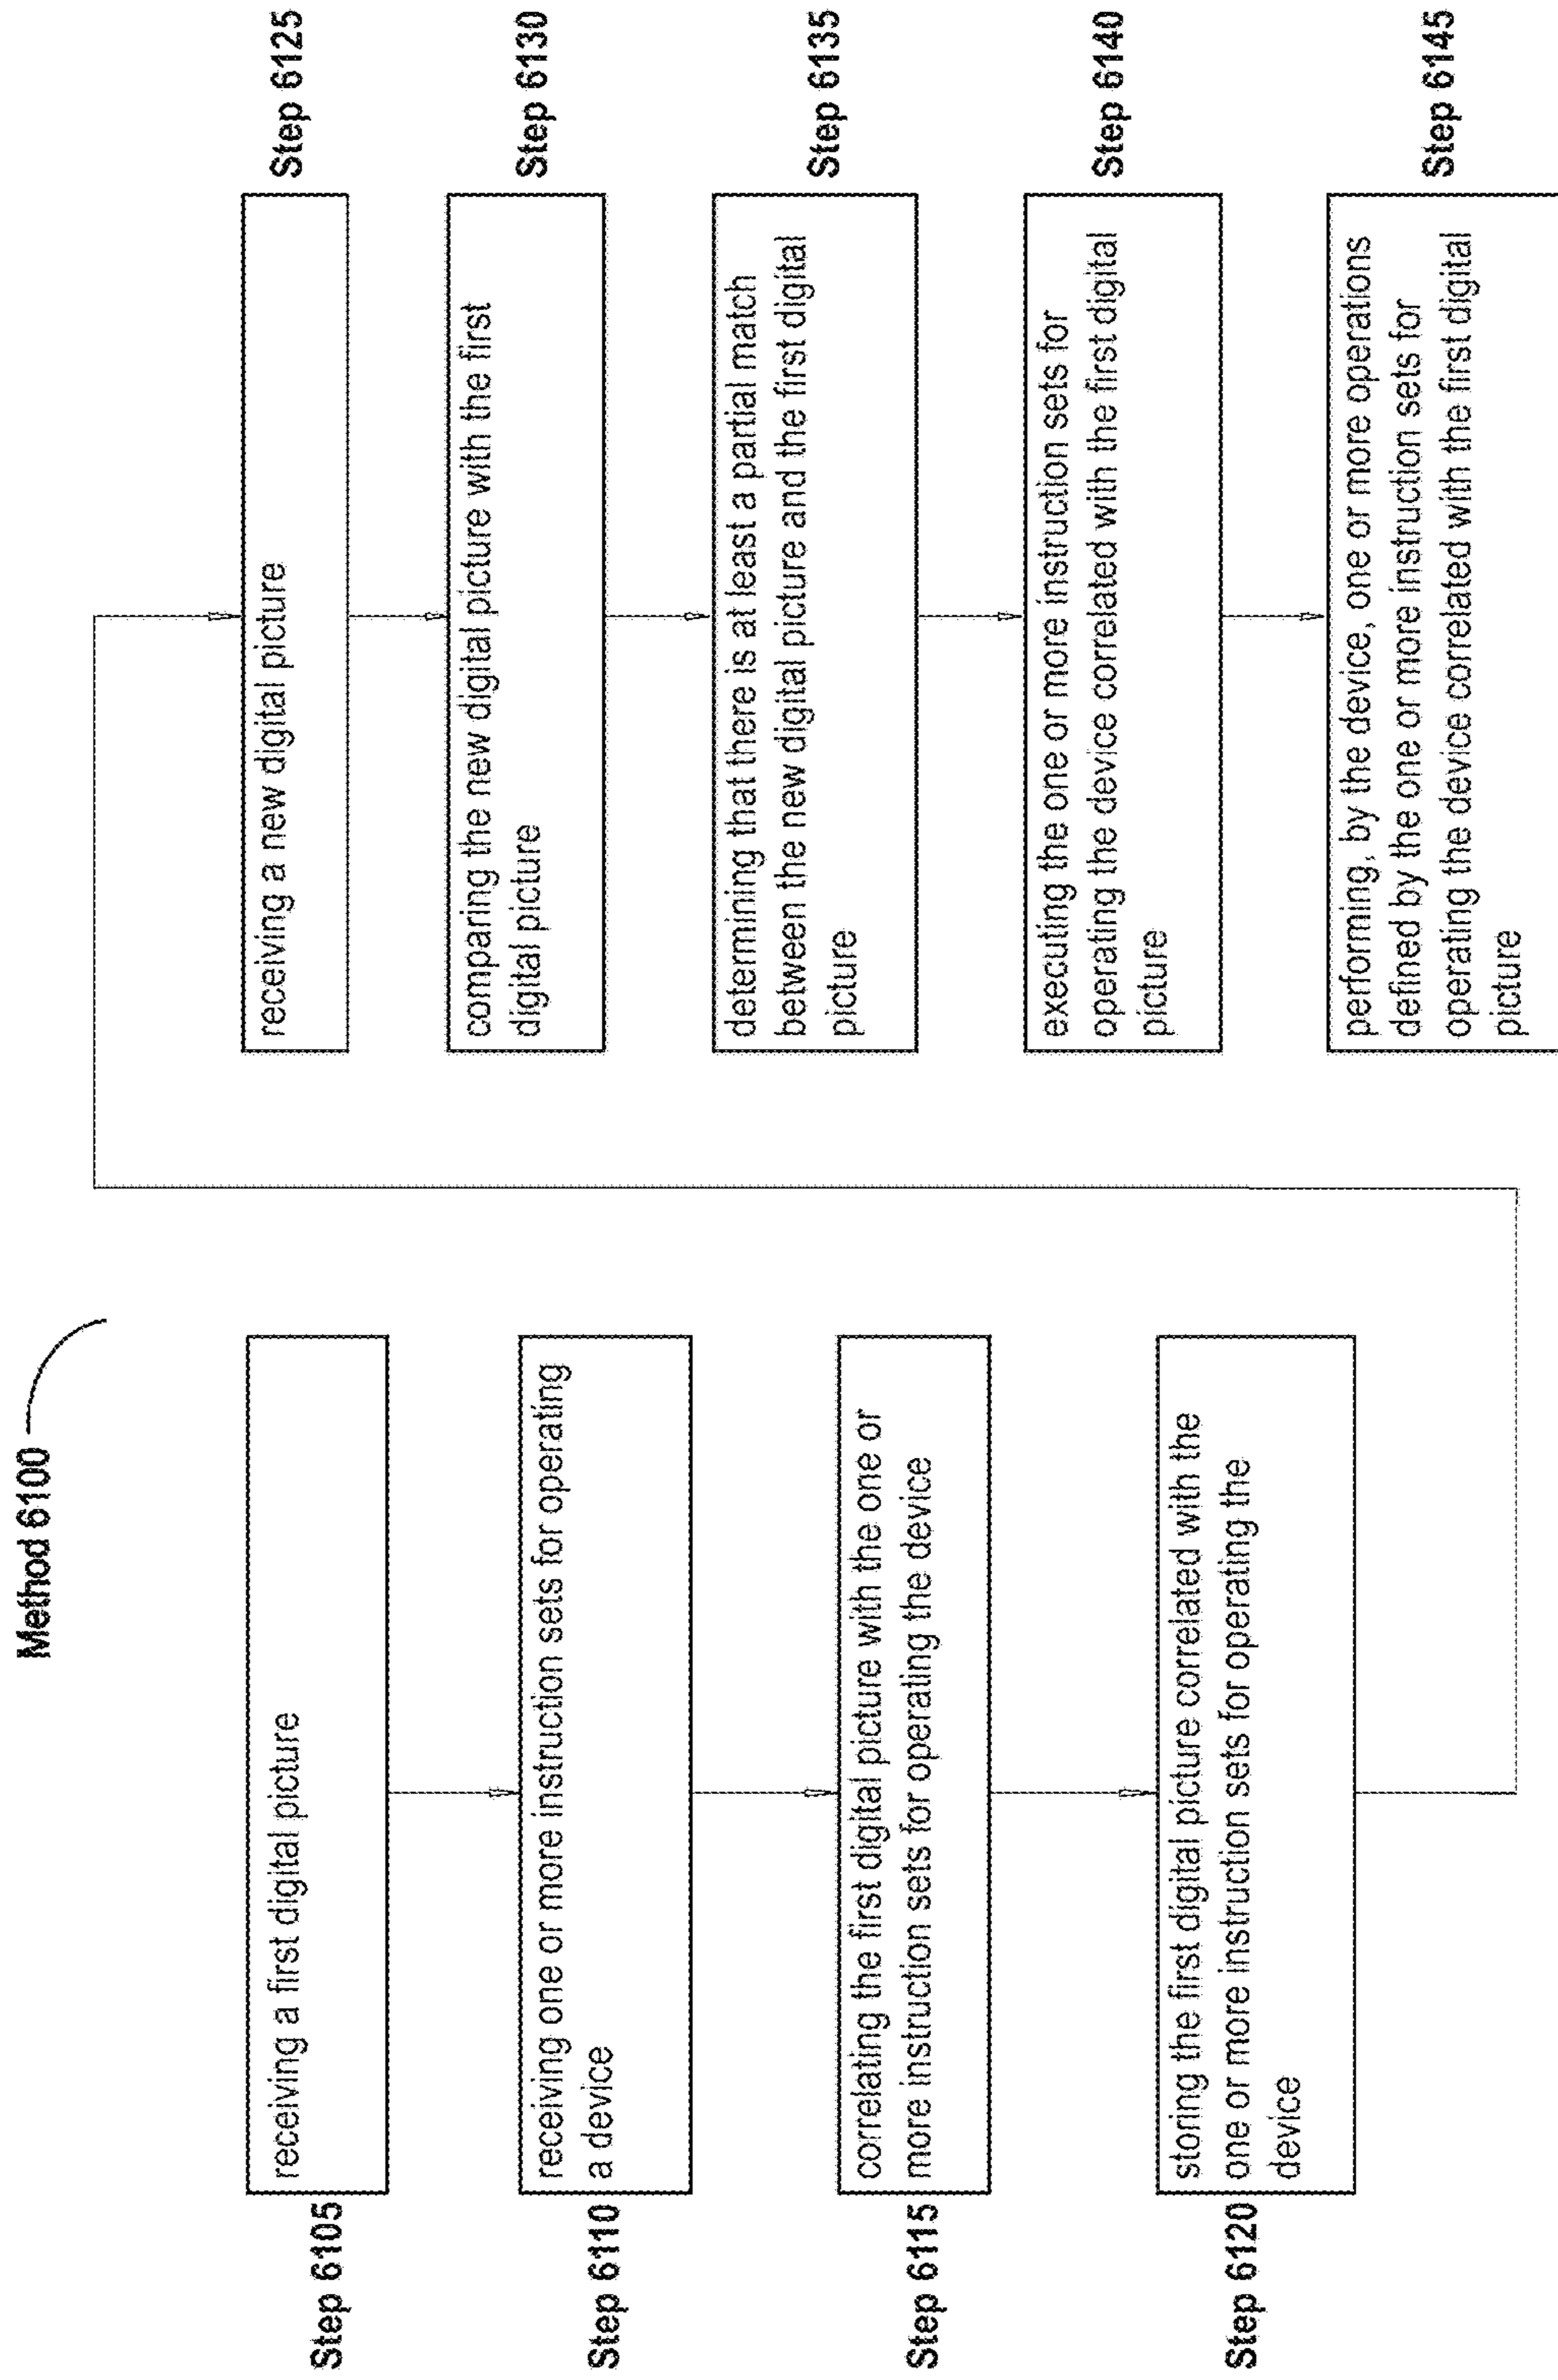 Method 6100
Step 6105
receiving a first digital picture
Step 6110
receiving one or more instruction sets for operating
a device
Step 6115
correlating the first digital picture with the one or
more instruction sets for operating the device
Step 6120
storing the first digital picture correlated with the
one or more instruction sets for operating the
device
receiving a new digital picture
Step 6125
comparing the new digital picture with the first
digital picture
Step 6130
determining that there is at least a partial match
between the new digital picture and the first digital
picture
Step 6135
executing the one or more instruction sets for
operating the device correlated with the first digital
picture
Step 6140
performing, by the device, one or more operations
defined by the one or more instruction sets for
operating the device correlated with the first digital
picture
Step 6145